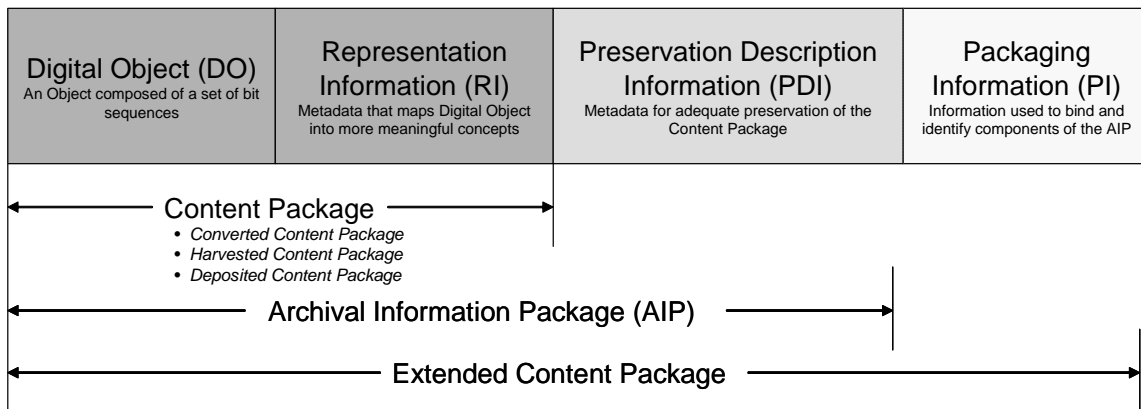 Digital Object (DO)
An Object composed of a set of bit
sequences
Representation
Information (RI)
Metadata that maps Digital Object
into more meaningful concepts
Preservation Description
Information (PDI)
Metadata for adequate preservation of the
Content Package
Packaging
Information (PI)
Information used to bind and
identify components of the AIP
Content Package
• Converted Content Package
• Harvested Content Package
• Deposited Content Package
Archival Information Package (AIP)
Extended Content Package